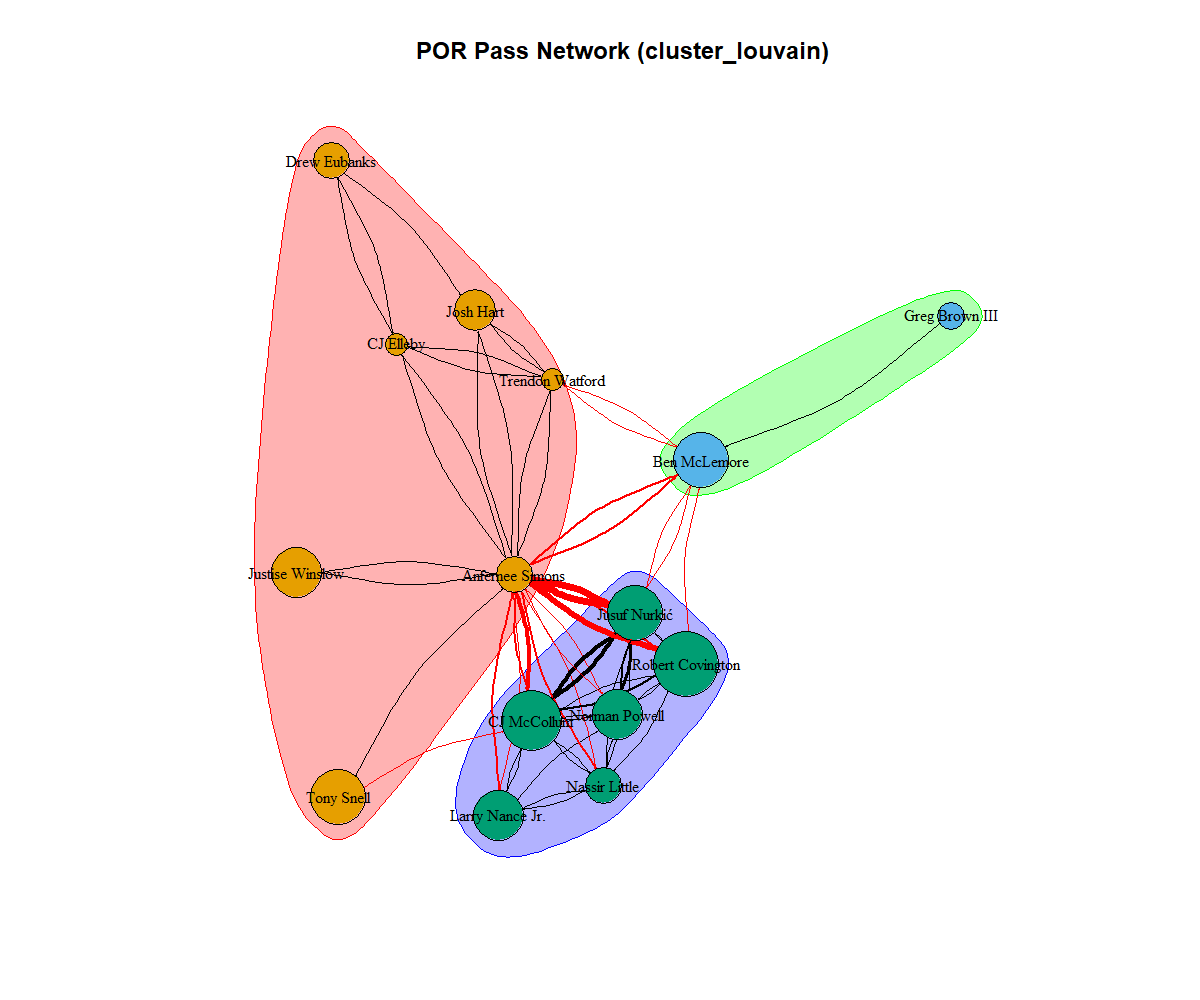 POR Pass Network (cluster_louvain)
Drew Eubanks
Josh Hart
Greg Brown III
CJ Elleby
Trendon Watford
Ben McLemore
Justise Winslow
Anfernee Simons
Jusuf Nurkić
Robert Covington
CJ McCollum
Norman Powell
Nassir Little
Tony Snell
Larry Nance Jr.